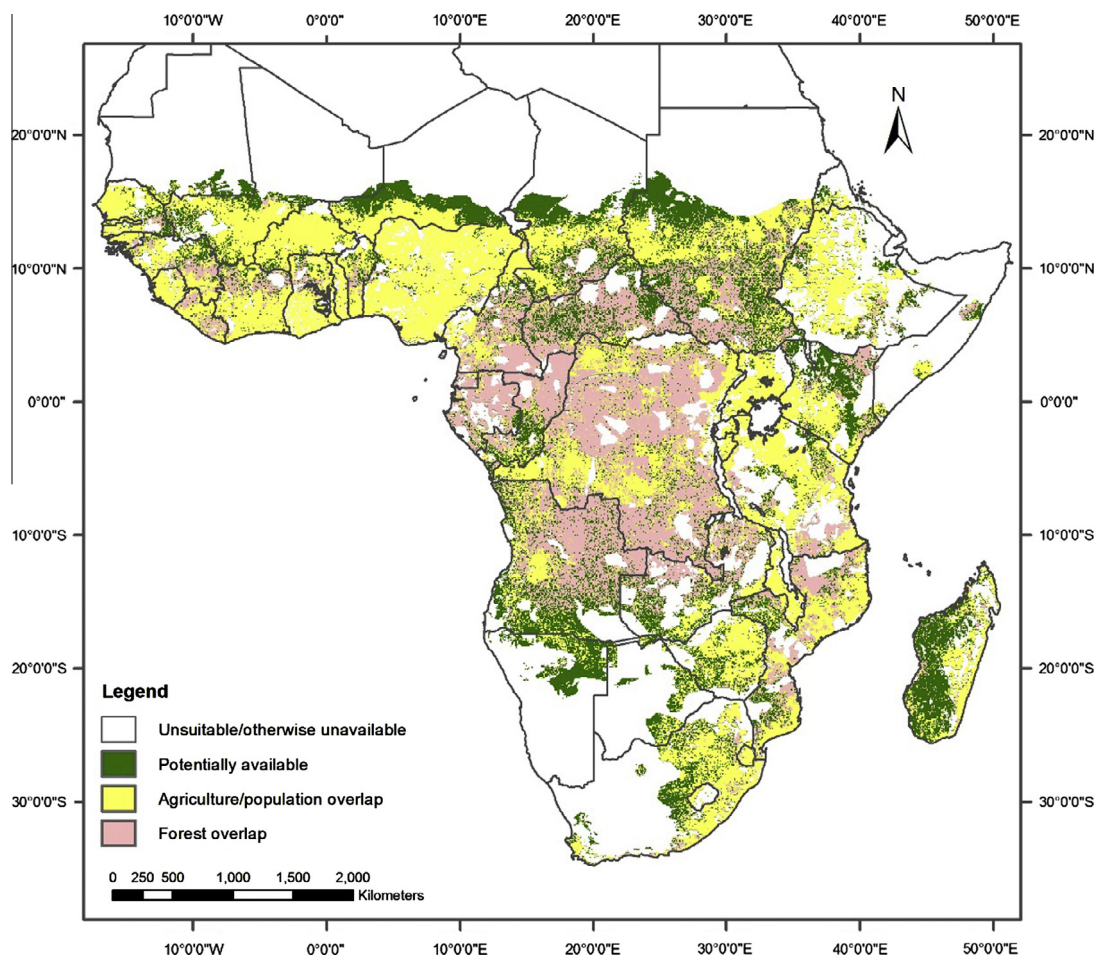 10°0'0"W 0°0'0" 10°0'0"E 20°0'0"E 30°0'0"E 40°0'0"E 50°0'0"E
N
20°0'0"N 20°0'0"N
10°0'0"N 10°0'0"N
0°0'0" 0°0'0"
10°0'0"S 10°0'0"S
20°0'0"S 20°0'0"S
Legend
Unsuitable/otherwise unavailable
Potentially available
Agriculture/population overlap
30°0'0"S 30°0'0"S
Forest overlap
0 250 500 1,000 1,500 2,000
Kilometers
10°0'0"W 0°0'0" 10°0'0"E 20°0'0"E 30°0'0"E 40°0'0"E 50°0'0"E